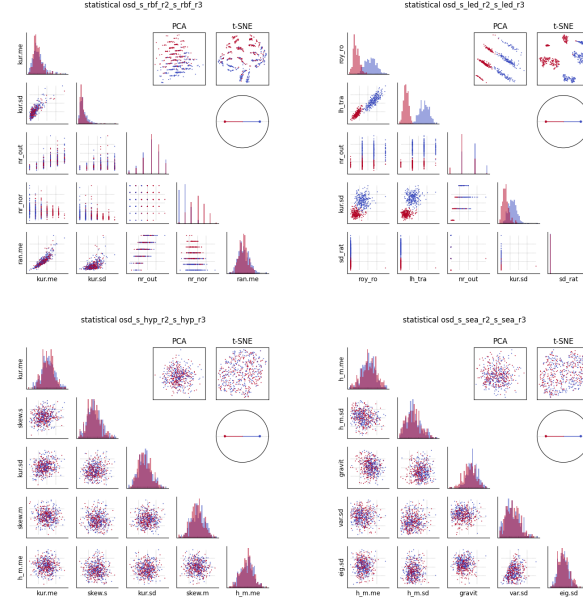 statistical osd_s_rbf_r2_s_rbf_r3
PCA
t-SNE
kur.me
kur.sd
nr_out
nr_nor
ran.me
kur.me
kur.sd
nr_out
nr_nor
ran.me
statistical osd_s_led_r2_s_led_r3
PCA
t-SNE
roy_ro
lh_tra
nr_out
kur.sd
sd_rat
roy_ro
lh_tra
nr_out
kur.sd
sd_rat
statistical osd_s_hyp_r2_s_hyp_r3
PCA
t-SNE
kur.me
skew.s
kur.sd
skew.m
h_m.me
kur.me
skew.s
kur.sd
skew.m
h_m.me
statistical osd_s_sea_r2_s_sea_r3
PCA
t-SNE
h_m.me
h_m.sd
gravit
var.sd
eig.sd
h_m.me
h_m.sd
gravit
var.sd
eig.sd